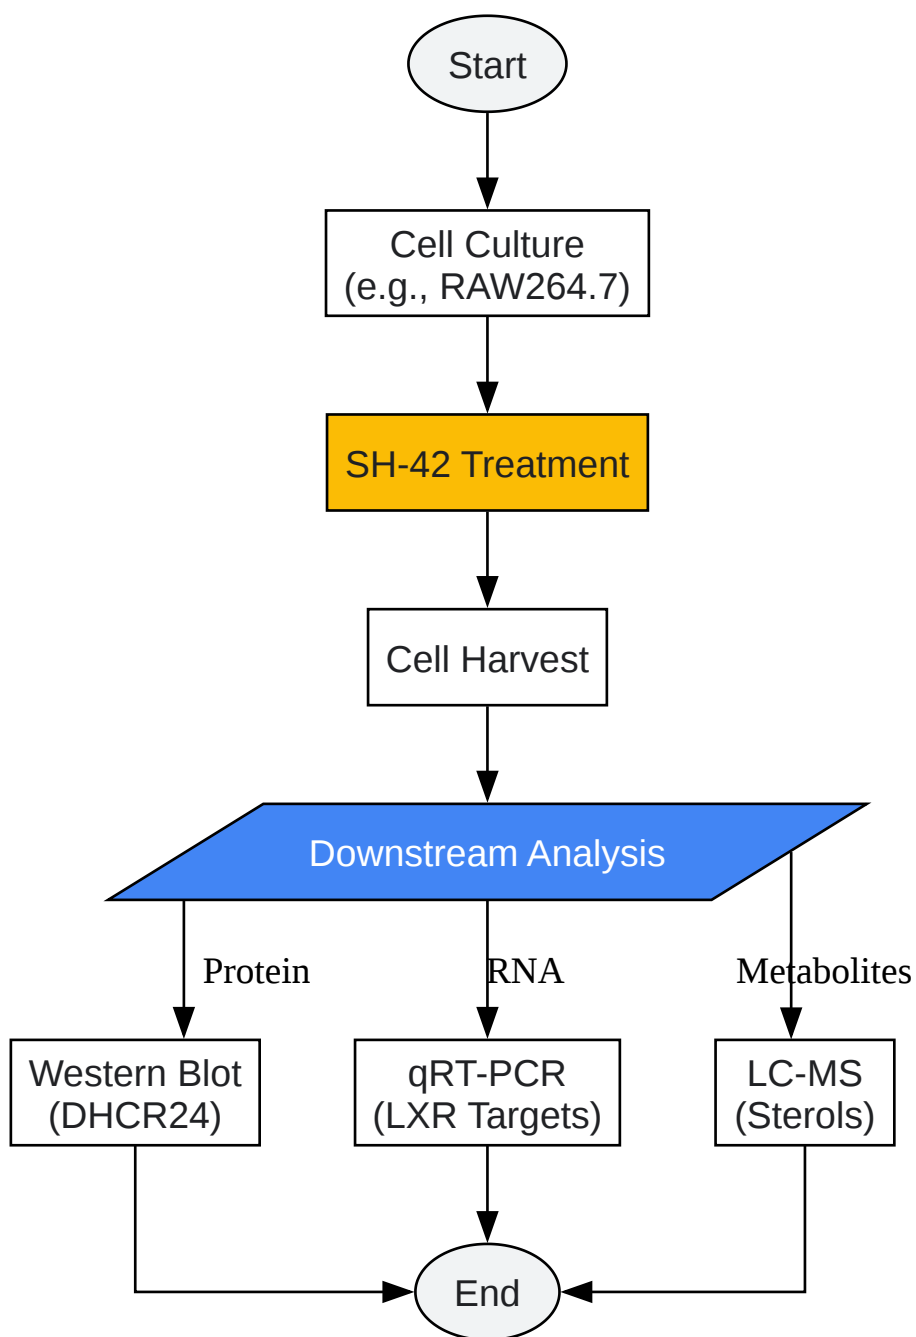 Start
Cell Culture
(e.g., RAW264.7)
SH-42 Treatment
Cell Harvest
Downstream Analysis
Protein
RNA
Metabolites
Western Blot
(DHCR24)
qRT-PCR
(LXR Targets)
LC-MS
(Sterols)
End